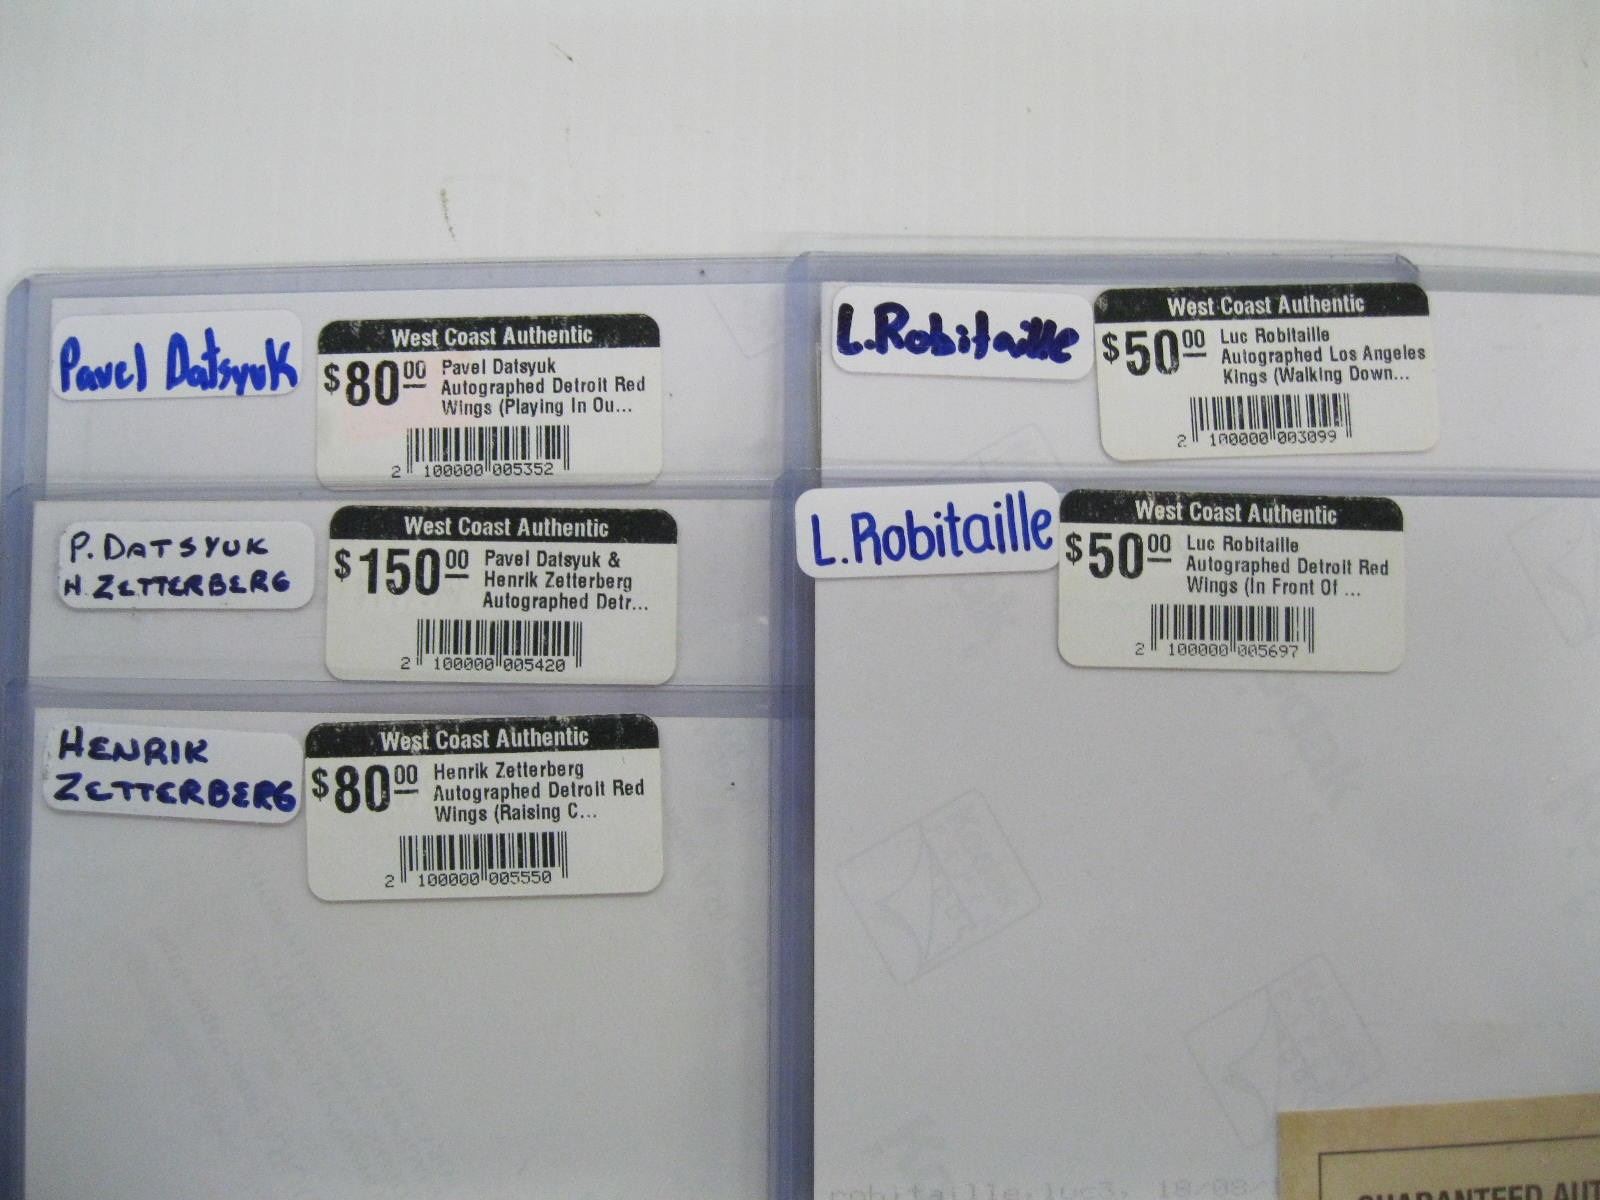 Pavel Datsyuk
West Coast Authentic
$80.00 Pavel Datsyuk
Autographed Detroit Red
Wings (Playing In Ou...
2 100000 005352
P. DATSYUK
H. ZETTERBERG
West Coast Authentic
$150.00 Pavel Datsyuk &
Henrik Zetterberg
Autographed Detr...
2 100000 005420
HENRIK
ZETTERBERG
West Coast Authentic
$80.00 Henrik Zetterberg
Autographed Detroit Red
Wings (Raising C...
2 100000 005550
L. Robitaille
West Coast Authentic
$50.00 Luc Robitaille
Autographed Los Angeles
Kings (Walking Down...
2 100000 003099
L. Robitaille
West Coast Authentic
$50.00 Luc Robitaille
Autographed Detroit Red
Wings (In Front Of ...
2 100000 005697
GUARANTEED AUT